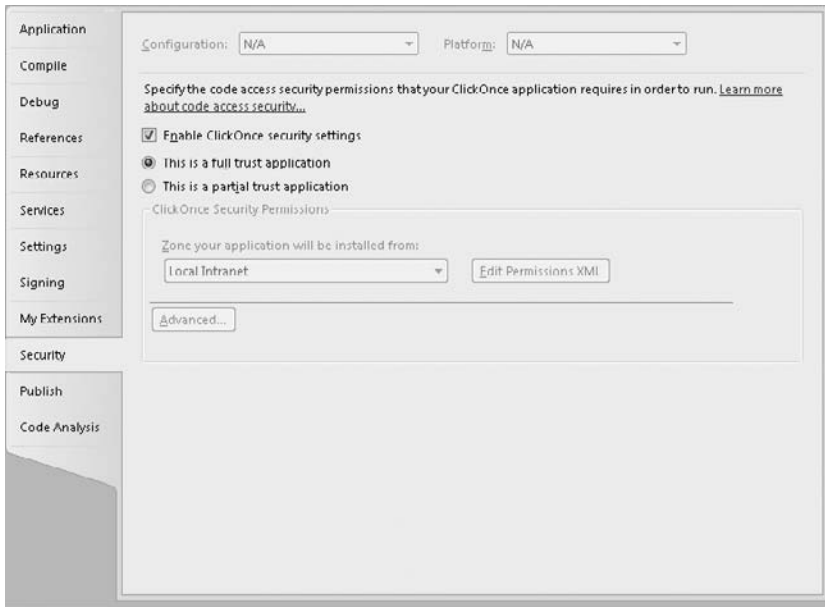 Application
Compile
Debug
References
Resources
Services
Settings
Signing
My Extensions
Security
Publish
Code Analysis
Configuration: N/A Platform: N/A
Specify the code access security permissions that your ClickOnce application requires in order to run. Learn more
about code access security...
Enable ClickOnce security settings
This is a full trust application
This is a partial trust application
ClickOnce Security Permissions
Zone your application will be installed from:
Local Intranet Edit Permissions XML
Advanced...